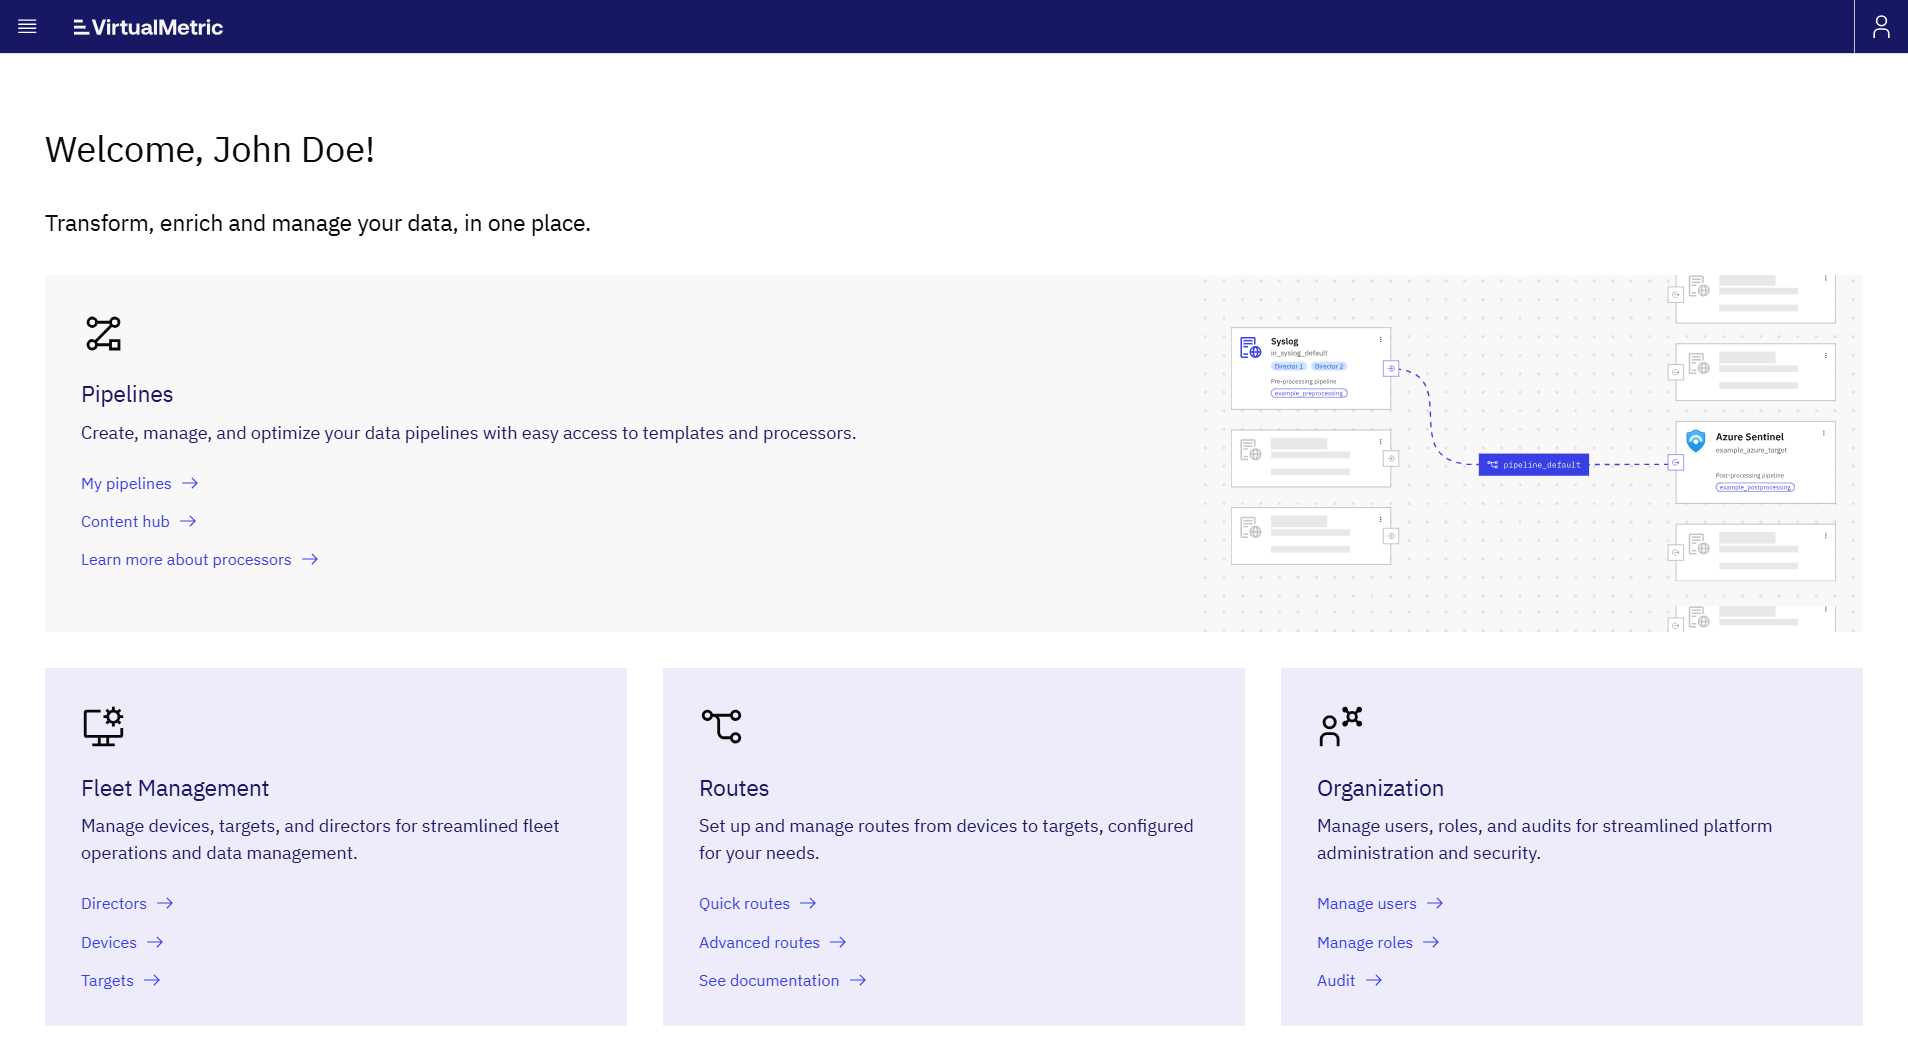 VirtualMetric
Welcome, John Doe!
Transform, enrich and manage your data, in one place.
Pipelines
Create, manage, and optimize your data pipelines with easy access to templates and processors.
My pipelines
Content hub
Learn more about processors
Syslog
in_syslog_default
Director 1 Director 2
Pre-processing pipeline
example_preprocessing
pipeline_default
Azure Sentinel
example_azure_target
Post-processing pipeline
example_postprocessing
Fleet Management
Manage devices, targets, and directors for streamlined fleet
operations and data management.
Directors
Devices
Targets
Routes
Set up and manage routes from devices to targets, configured
for your needs.
Quick routes
Advanced routes
See documentation
Organization
Manage users, roles, and audits for streamlined platform
administration and security.
Manage users
Manage roles
Audit